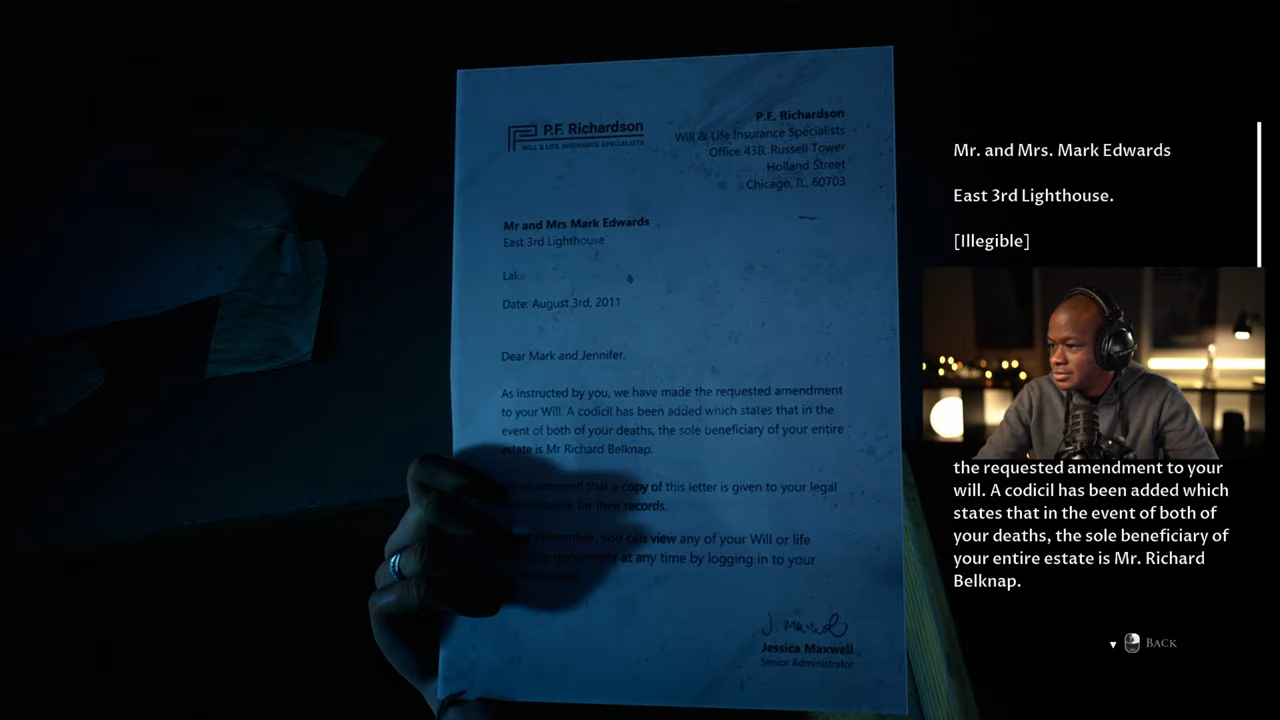 P.F. Richardson
WILL & LIFE INSURANCE SPECIALISTS
P.F. Richardson
Will & Life Insurance Specialists
Office 43B, Russell Tower
Holland Street
Chicago, IL, 60703
Mr and Mrs Mark Edwards
East 3rd Lighthouse
Lake
Date: August 3rd, 2011
Dear Mark and Jennifer.
As instructed by you, we have made the requested amendment
to your Will. A codicil has been added which states that in the
event of both of your deaths, the sole beneficiary of your entire
estate is Mr Richard Belknap.
recommend that a copy of this letter is given to your legal
for their records.
remember, you can view any of your Will or life
documents at any time by logging in to your
J. Maxwell
Jessica Maxwell
Senior Administrator
Mr. and Mrs. Mark Edwards
East 3rd Lighthouse.
[Illegible]
the requested amendment to your
will. A codicil has been added which
states that in the event of both of
your deaths, the sole beneficiary of
your entire estate is Mr. Richard
Belknap.
BACK